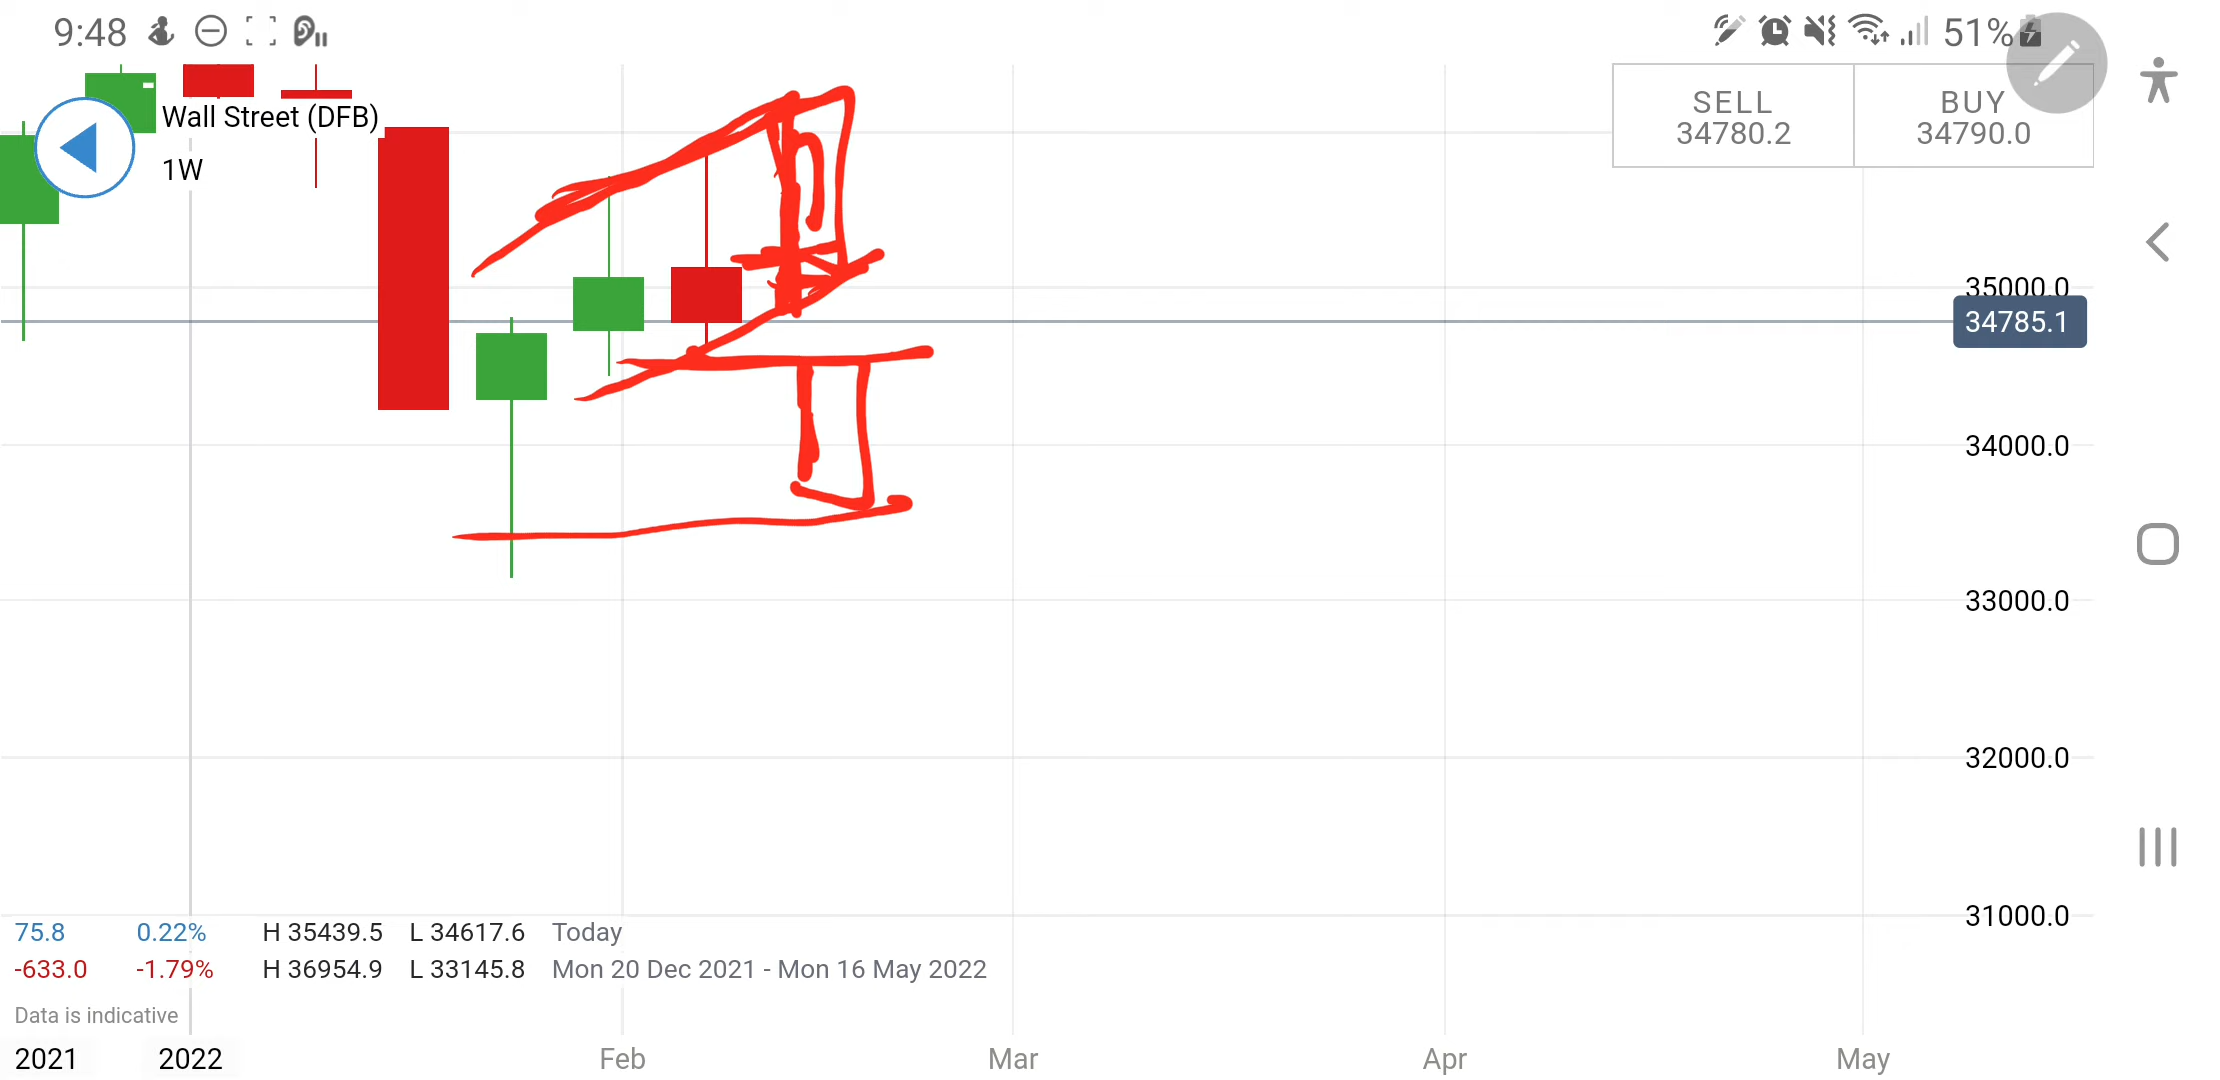 9:48
51%
Wall Street (DFB)
1W
SELL
34780.2
BUY
34790.0
35000.0
34785.1
34000.0
33000.0
32000.0
31000.0
75.8 0.22% H 35439.5 L 34617.6 Today
-633.0 -1.79% H 36954.9 L 33145.8 Mon 20 Dec 2021 - Mon 16 May 2022
Data is indicative
2021 2022 Feb Mar Apr May